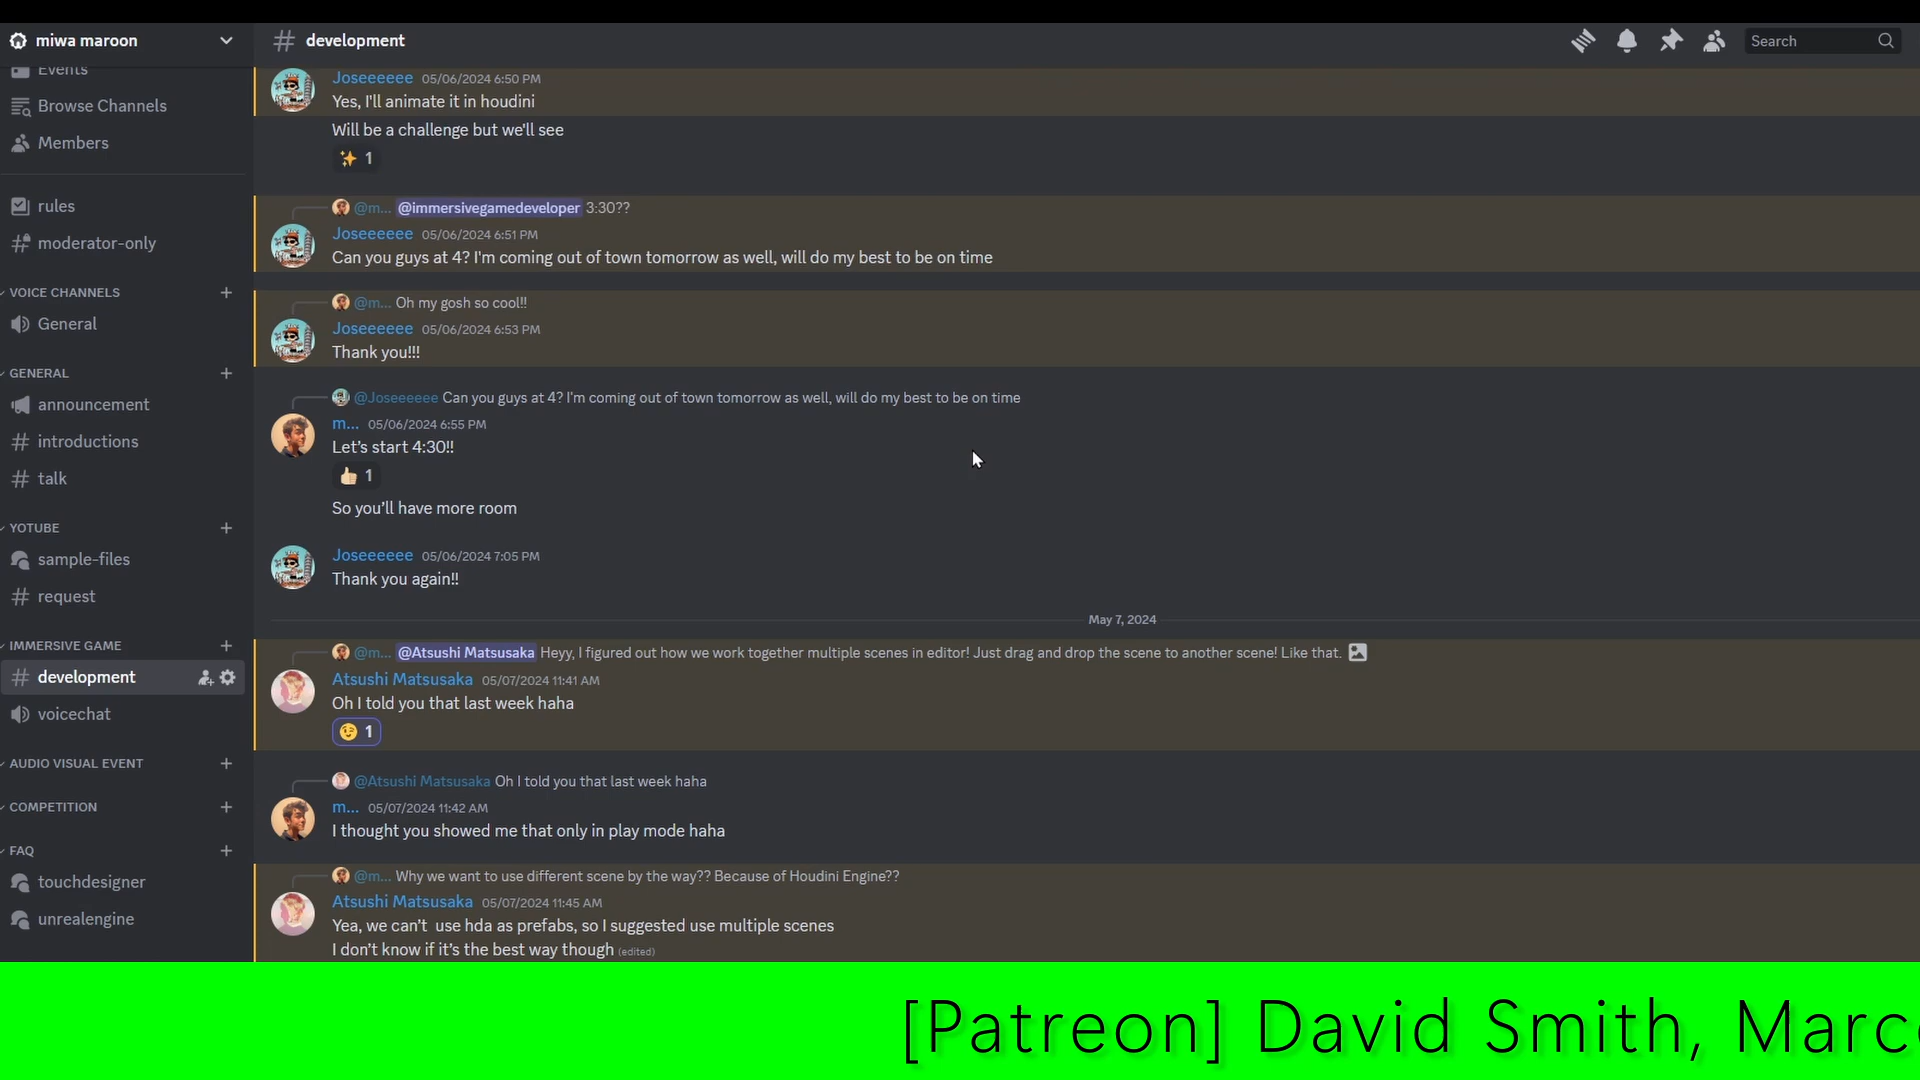 miwa maroon
Events
Browse Channels
Members
rules
moderator-only
VOICE CHANNELS
General
GENERAL
announcement
introductions
talk
YOTUBE
sample-files
request
IMMERSIVE GAME
development
voicechat
AUDIO VISUAL EVENT
COMPETITION
FAQ
touchdesigner
unrealengine
# development
Search
Joseeeeee 05/06/2024 6:50 PM
Yes, I'll animate it in houdini
Will be a challenge but we'll see
1
@m... @immersivegamedeveloper 3:30??
Joseeeeee 05/06/2024 6:51 PM
Can you guys at 4? I'm coming out of town tomorrow as well, will do my best to be on time
@m... Oh my gosh so cool!!
Joseeeeee 05/06/2024 6:53 PM
Thank you!!!
@Joseeeeee Can you guys at 4? I'm coming out of town tomorrow as well, will do my best to be on time
m... 05/06/2024 6:55 PM
Let's start 4:30!!
1
So you'll have more room
Joseeeeee 05/06/2024 7:05 PM
Thank you again!!
May 7, 2024
@m... @Atsushi Matsusaka Heyy, I figured out how we work together multiple scenes in editor! Just drag and drop the scene to another scene! Like that.
Atsushi Matsusaka 05/07/2024 11:41 AM
Oh I told you that last week haha
1
@Atsushi Matsusaka Oh I told you that last week haha
m... 05/07/2024 11:42 AM
I thought you showed me that only in play mode haha
@m... Why we want to use different scene by the way?? Because of Houdini Engine??
Atsushi Matsusaka 05/07/2024 11:45 AM
Yea, we can't use hda as prefabs, so I suggested use multiple scenes
I don't know if it's the best way though (edited)
[Patreon] David Smith, Marc